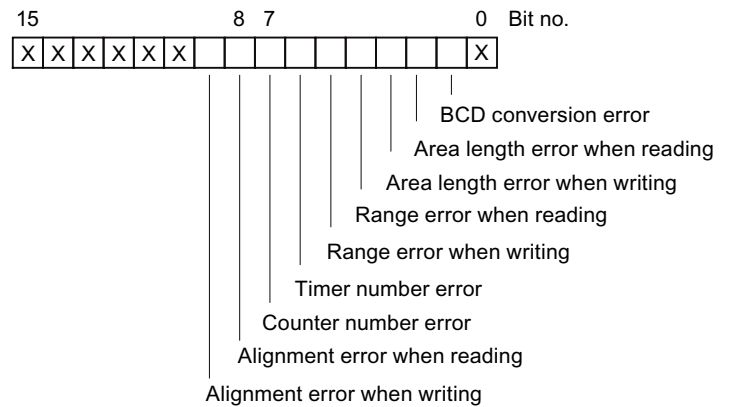 15 8 7 0 Bit no.
X X X X X X X
BCD conversion error
Area length error when reading
Area length error when writing
Range error when reading
Range error when writing
Timer number error
Counter number error
Alignment error when reading
Alignment error when writing